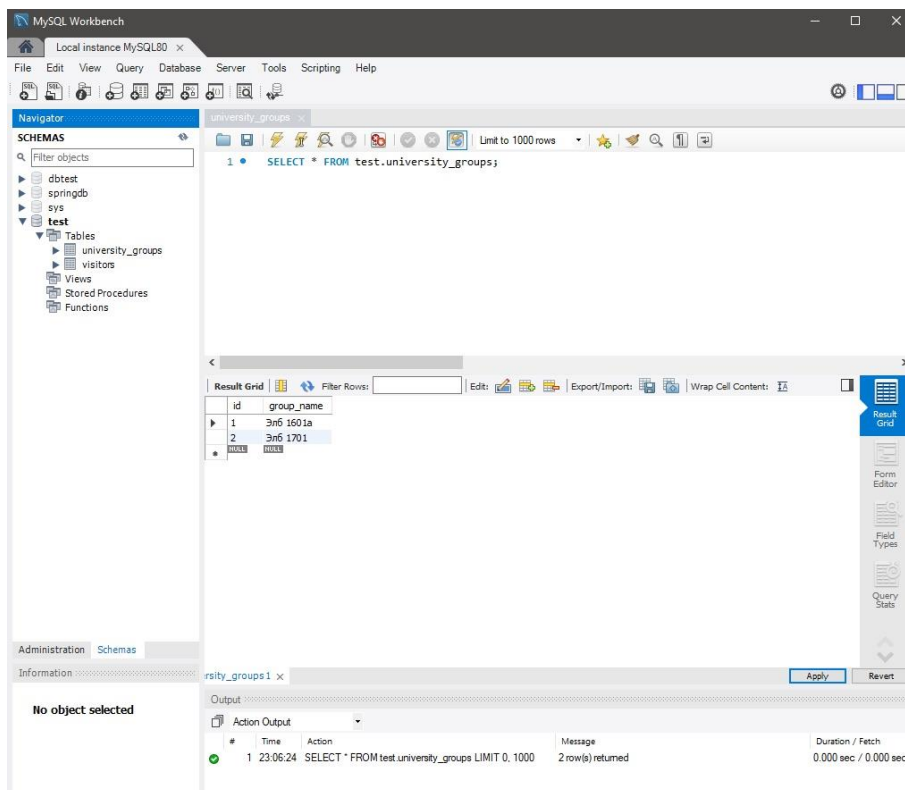 MySQL Workbench
Local instance MySQL80
File Edit View Query Database Server Tools Scripting Help
Navigator
SCHEMAS
Filter objects
dbtest
springdb
sys
test
Tables
university_groups
visitors
Views
Stored Procedures
Functions
Administration Schemas
Information
No object selected
university_groups
Limit to 1000 rows
1 SELECT * FROM test.university_groups;
Result Grid Filter Rows: Edit: Export/Import: Wrap Cell Content:
id group_name
1 Элб 1601а
2 Элб 1701
NULL NULL
Result Grid
Form Editor
Field Types
Query Stats
rsity_groups 1
Apply Revert
Output
Action Output
# Time Action Message Duration / Fetch
1 23:06:24 SELECT * FROM test.university_groups LIMIT 0, 1000 2 row(s) returned 0.000 sec / 0.000 sec